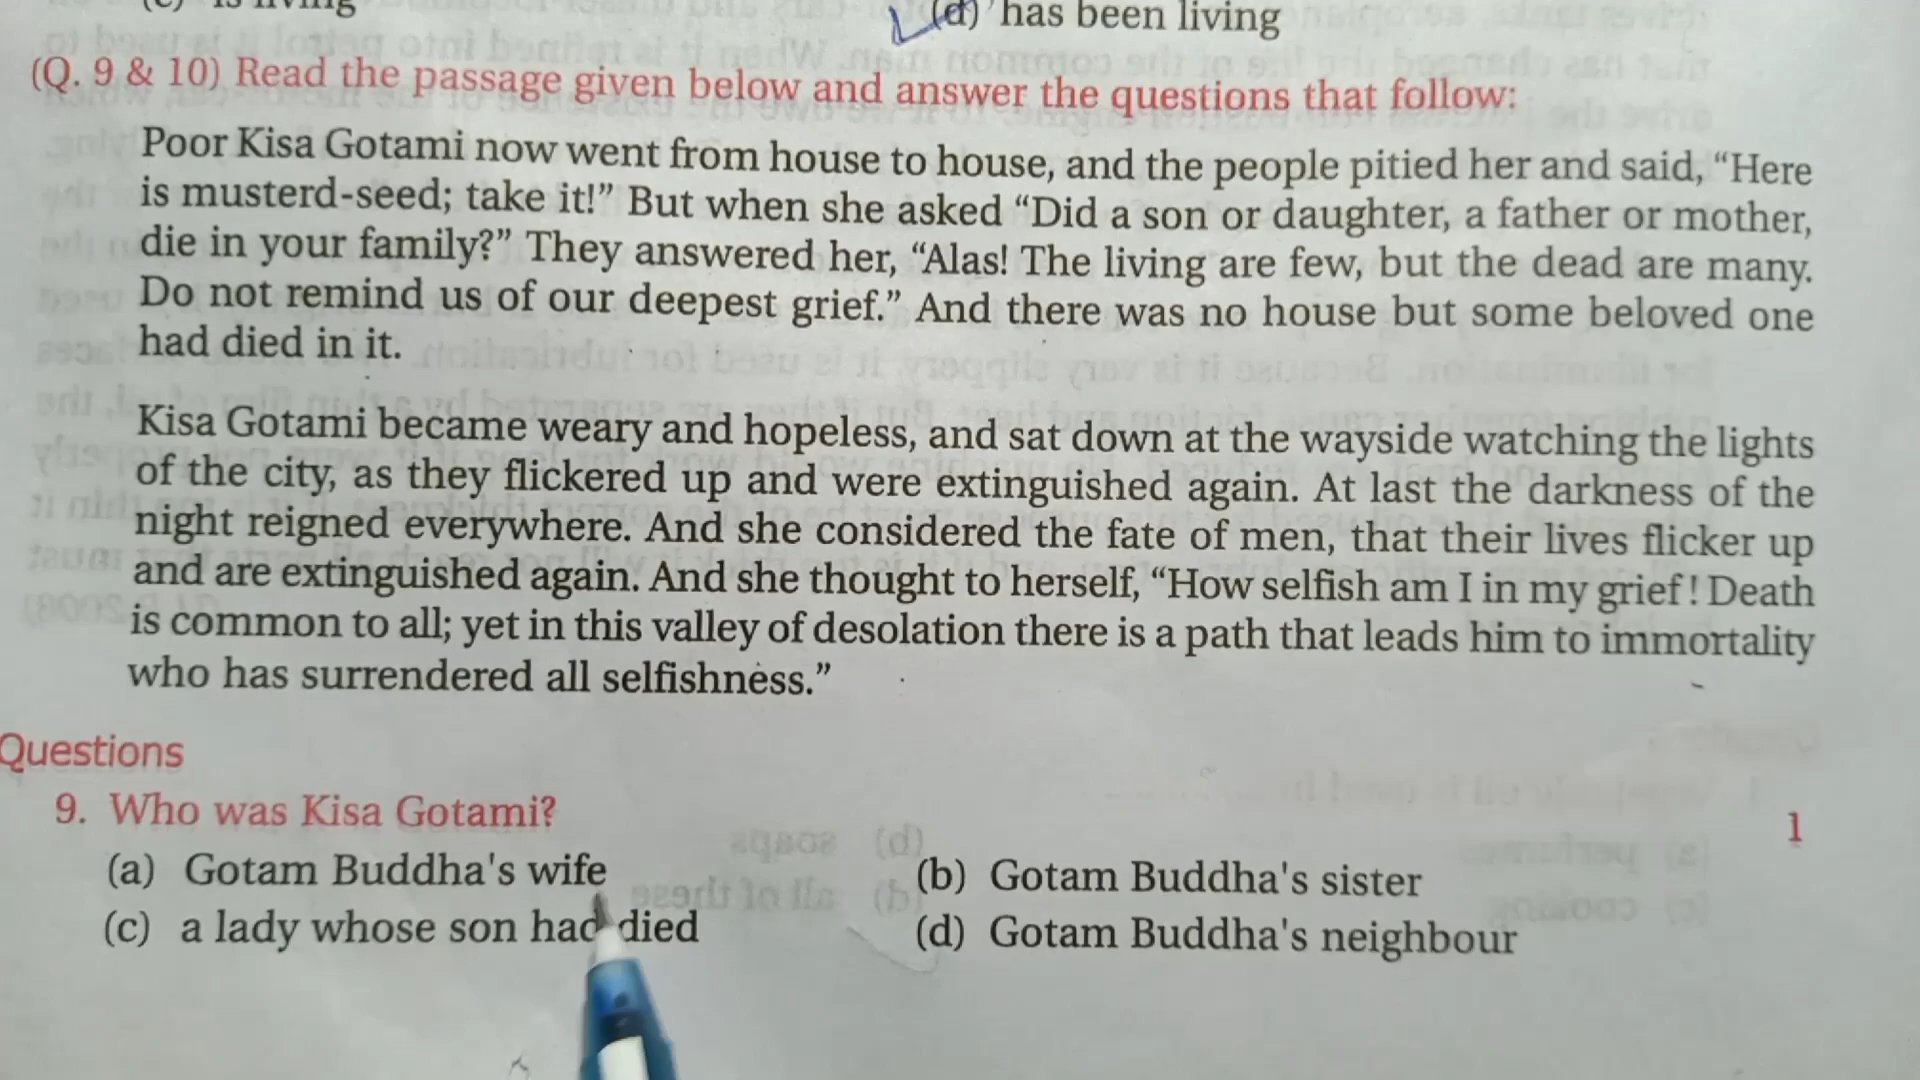 (c) is living
(d) has been living
(Q. 9 & 10) Read the passage given below and answer the questions that follow:
Poor Kisa Gotami now went from house to house, and the people pitied her and said, “Here
is musterd-seed; take it!” But when she asked “Did a son or daughter, a father or mother,
die in your family?” They answered her, “Alas! The living are few, but the dead are many.
Do not remind us of our deepest grief.” And there was no house but some beloved one
had died in it.
Kisa Gotami became weary and hopeless, and sat down at the wayside watching the lights
of the city, as they flickered up and were extinguished again. At last the darkness of the
night reigned everywhere. And she considered the fate of men, that their lives flicker up
and are extinguished again. And she thought to herself, “How selfish am I in my grief! Death
is common to all; yet in this valley of desolation there is a path that leads him to immortality
who has surrendered all selfishness.”
Questions
9. Who was Kisa Gotami? 1
(a) Gotam Buddha's wife (b) Gotam Buddha's sister
(c) a lady whose son had died (d) Gotam Buddha's neighbour